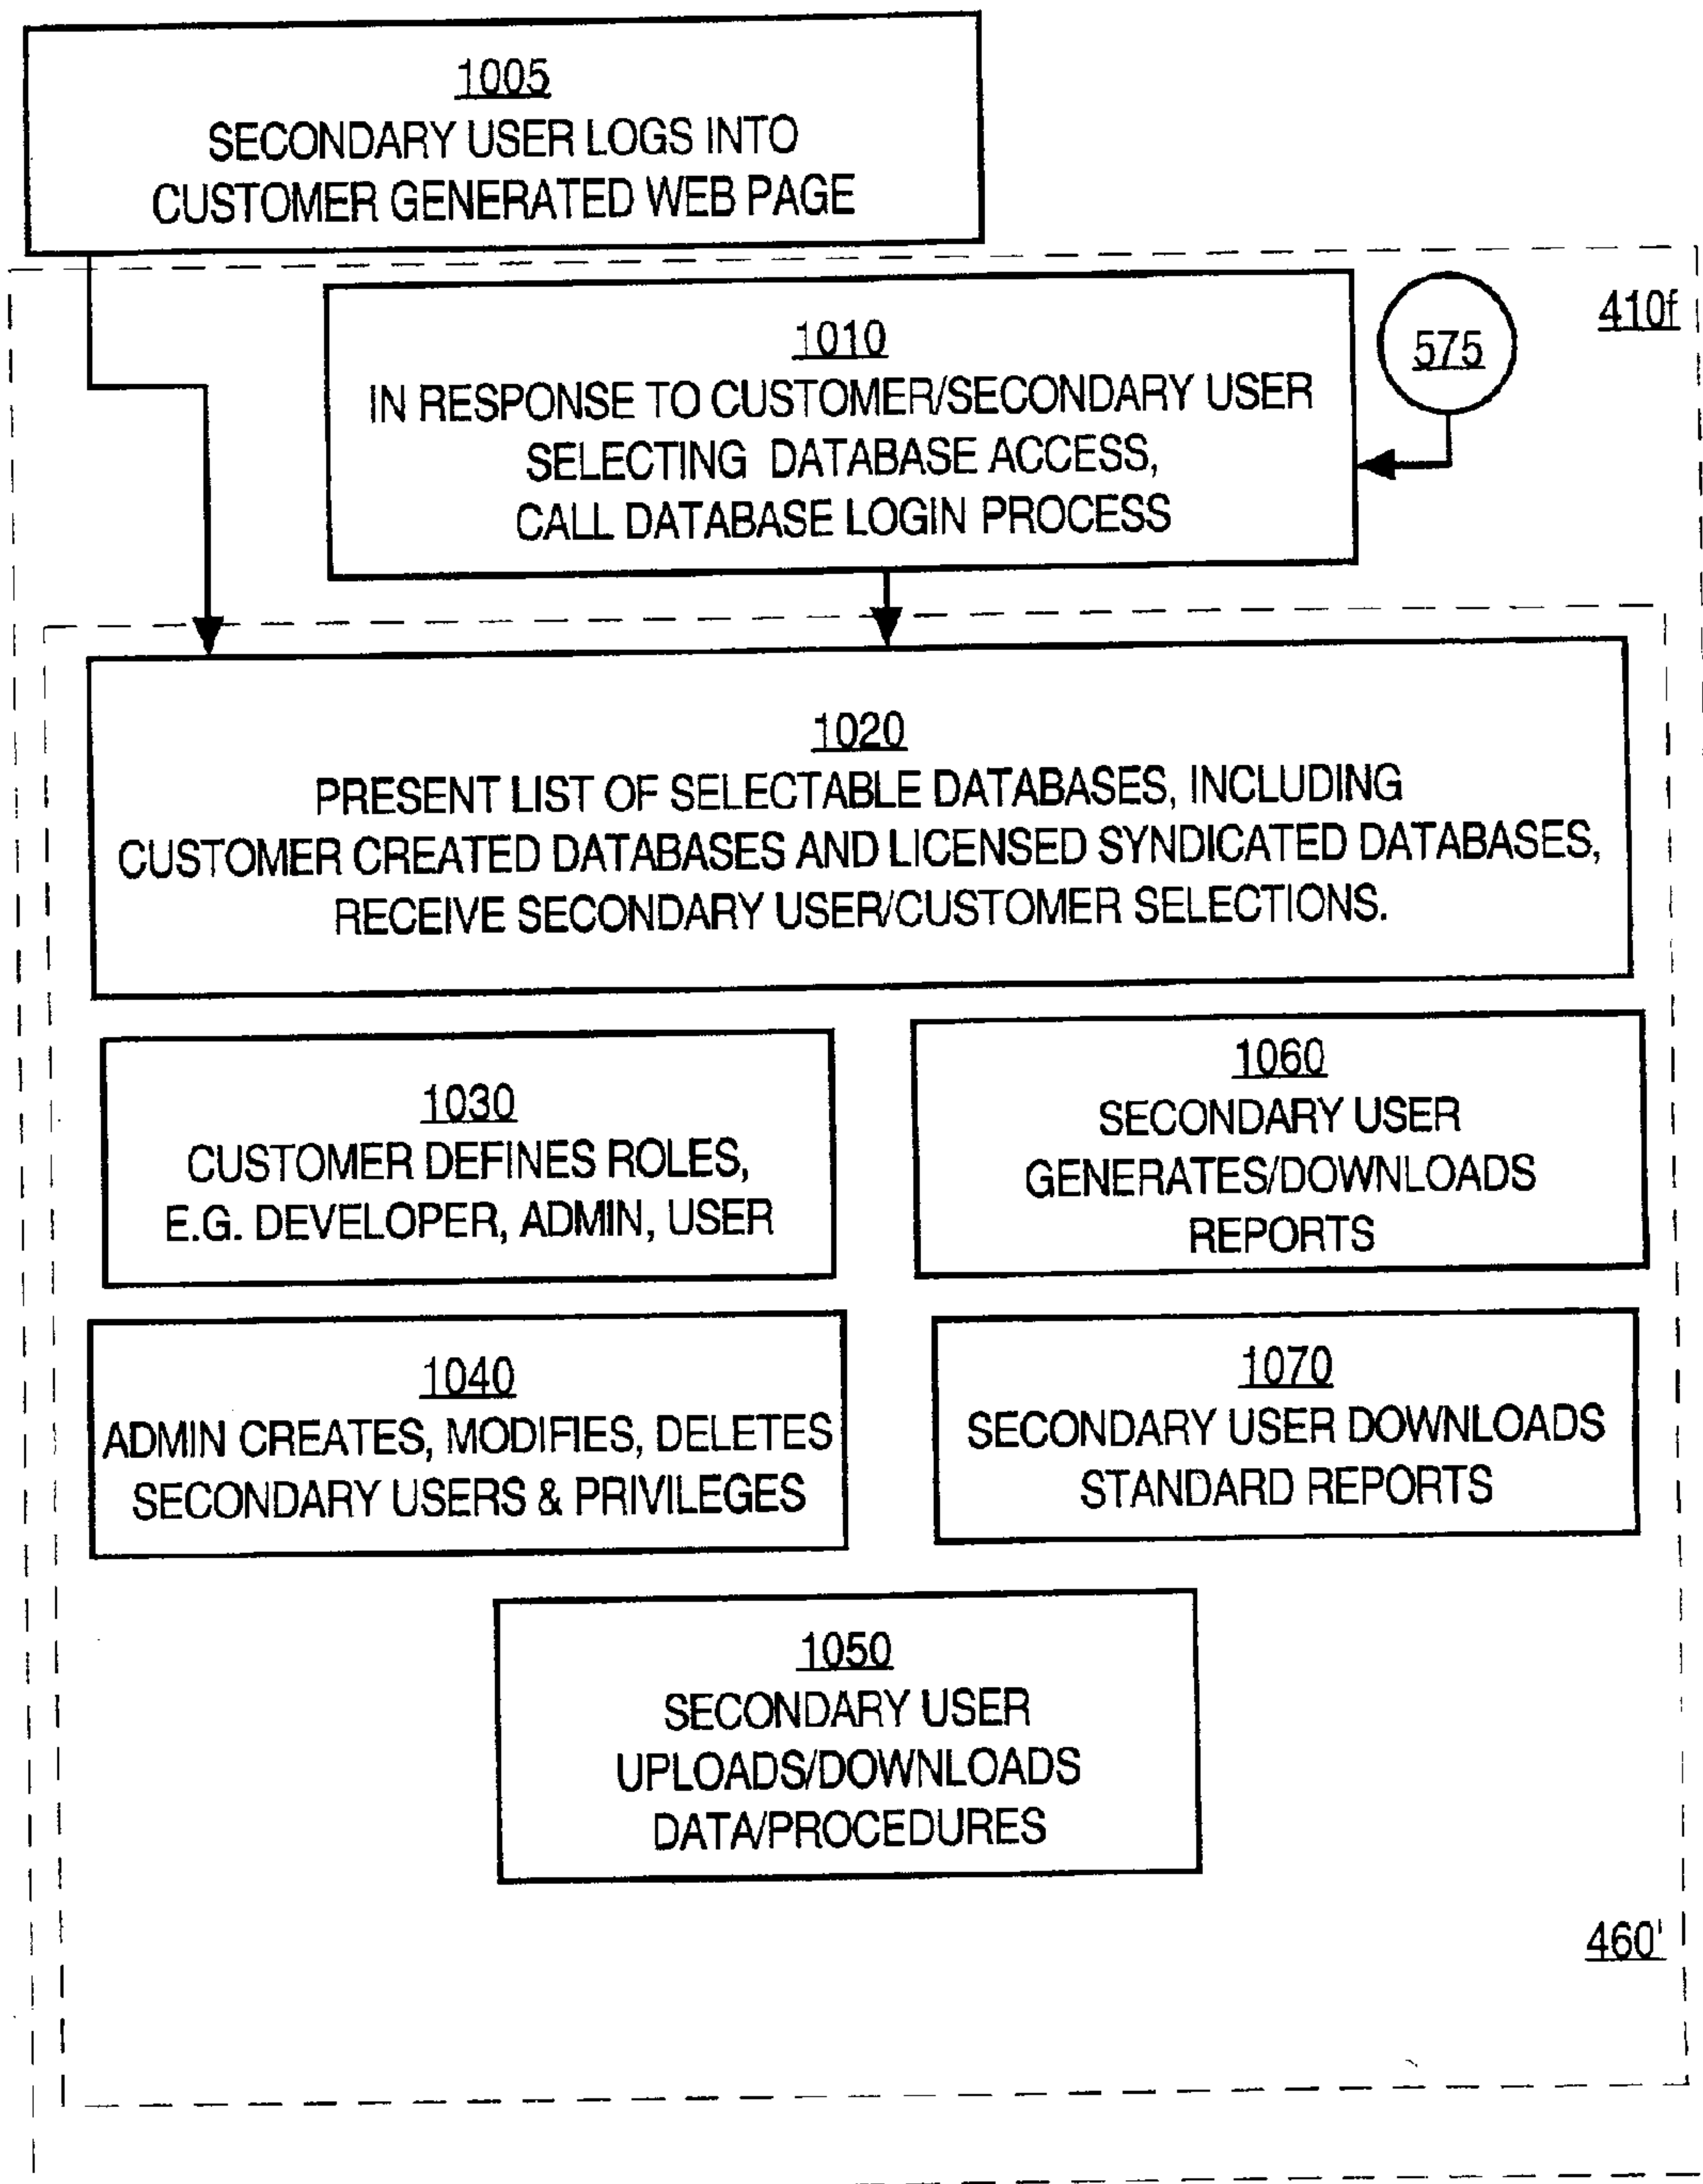 1005
SECONDARY USER LOGS INTO
CUSTOMER GENERATED WEB PAGE
410f
1010
IN RESPONSE TO CUSTOMER/SECONDARY USER
SELECTING DATABASE ACCESS,
CALL DATABASE LOGIN PROCESS
575
1020
PRESENT LIST OF SELECTABLE DATABASES, INCLUDING
CUSTOMER CREATED DATABASES AND LICENSED SYNDICATED DATABASES,
RECEIVE SECONDARY USER/CUSTOMER SELECTIONS.
1030
CUSTOMER DEFINES ROLES,
E.G. DEVELOPER, ADMIN, USER
1060
SECONDARY USER
GENERATES/DOWNLOADS
REPORTS
1040
ADMIN CREATES, MODIFIES, DELETES
SECONDARY USERS & PRIVILEGES
1070
SECONDARY USER DOWNLOADS
STANDARD REPORTS
1050
SECONDARY USER
UPLOADS/DOWNLOADS
DATA/PROCEDURES
460'